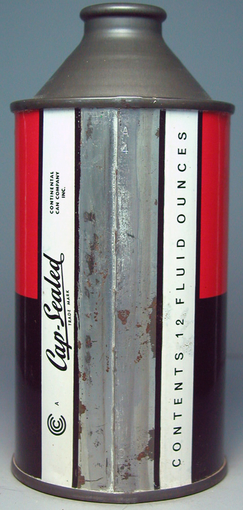 CONTINENTAL
CAN COMPANY
INC.
Cap-Sealed
TRADE MARK
A
CONTENTS 12 FLUID OUNCES